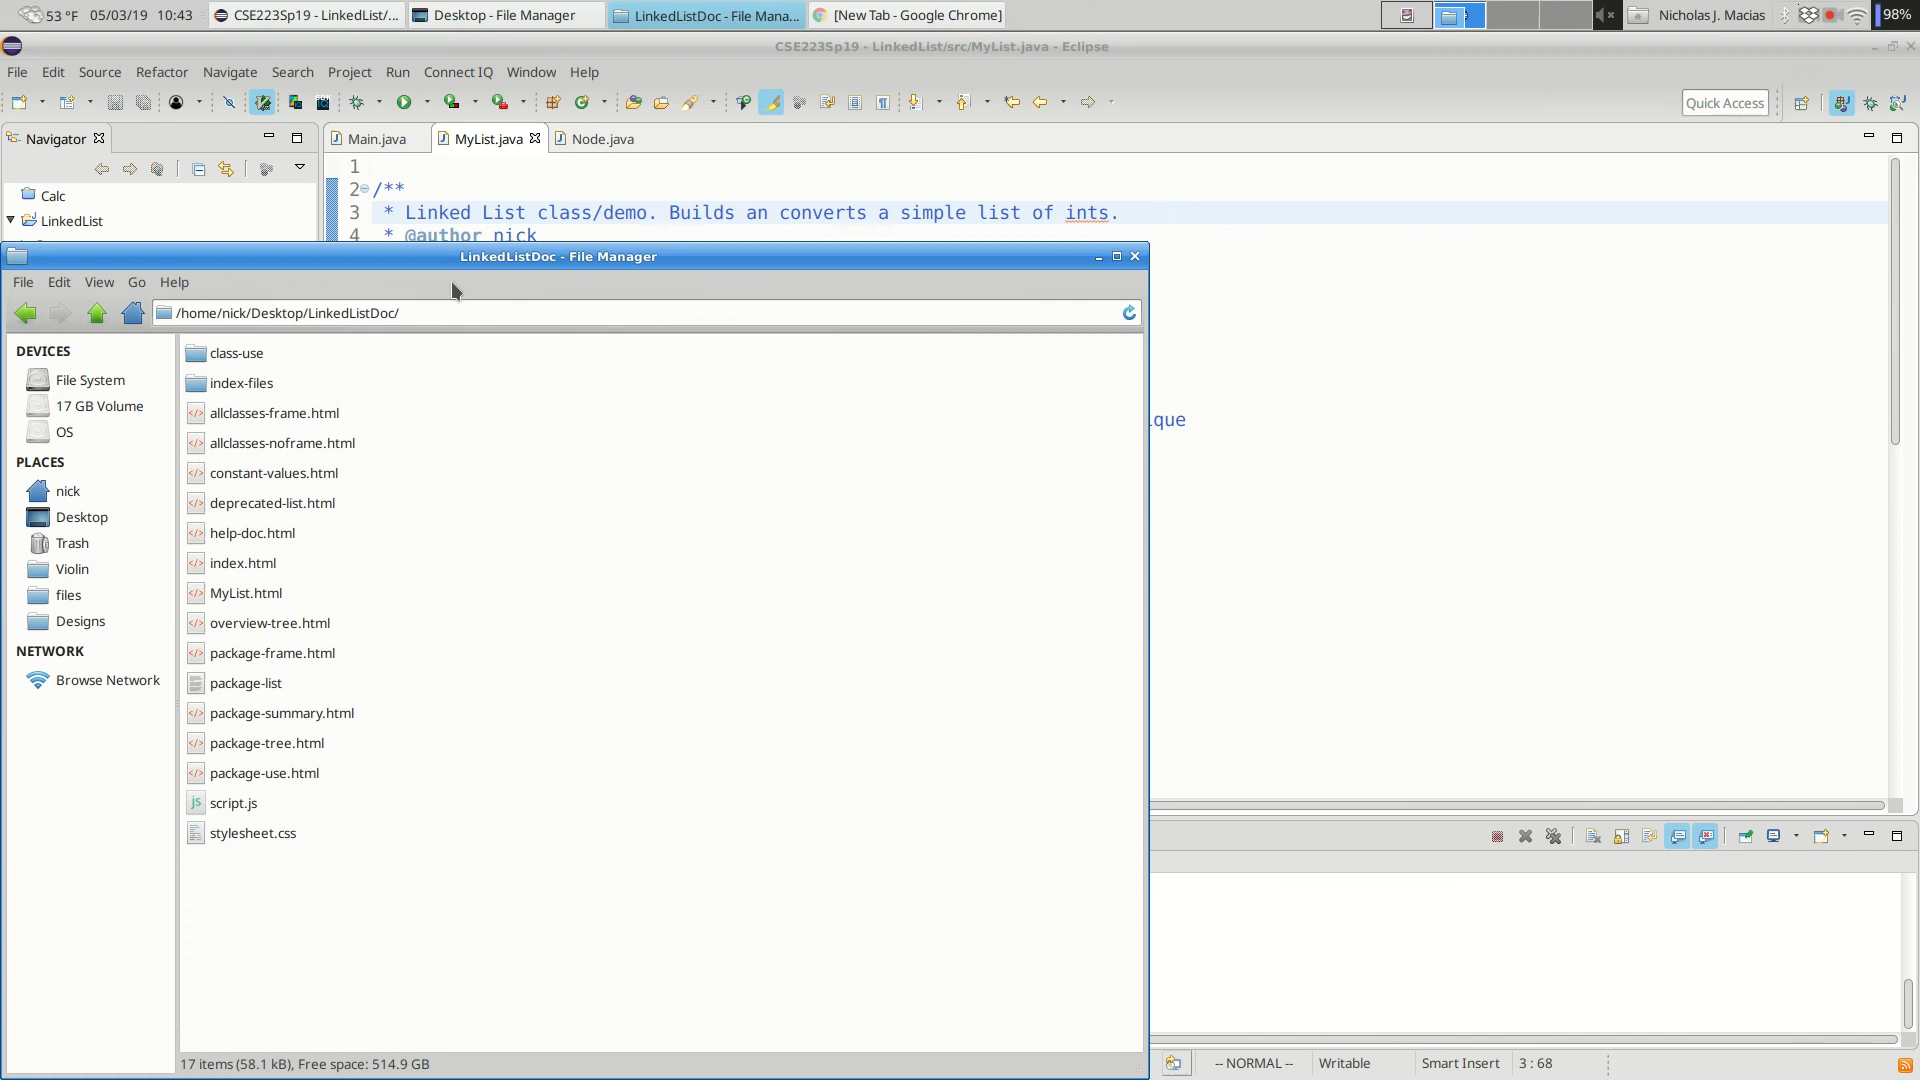 53 °F 05/03/19 10:43 CSE223Sp19 - LinkedList/... Desktop - File Manager LinkedListDoc - File Mana... [New Tab - Google Chrome] Nicholas J. Macias 98%
CSE223Sp19 - LinkedList/src/MyList.java - Eclipse
File Edit Source Refactor Navigate Search Project Run Connect IQ Window Help
Quick Access
Navigator Main.java MyList.java Node.java
Calc
LinkedList
1
2 /**
3 * Linked List class/demo. Builds an converts a simple list of ints.
4 * @author nick
LinkedListDoc - File Manager
File Edit View Go Help
/home/nick/Desktop/LinkedListDoc/
DEVICES
File System
17 GB Volume
OS
PLACES
nick
Desktop
Trash
Violin
files
Designs
NETWORK
Browse Network
class-use
index-files
allclasses-frame.html
allclasses-noframe.html
constant-values.html
deprecated-list.html
help-doc.html
index.html
MyList.html
overview-tree.html
package-frame.html
package-list
package-summary.html
package-tree.html
package-use.html
script.js
stylesheet.css
17 items (58.1 kB), Free space: 514.9 GB
que
-- NORMAL -- Writable Smart Insert 3 : 68